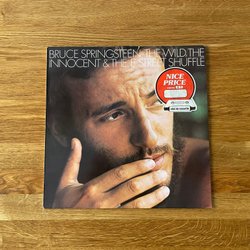 BRUCE SPRINGSTEEN THE WILD, THE
INNOCENT & THE E STREET SHUFFLE
NICE
PRICE